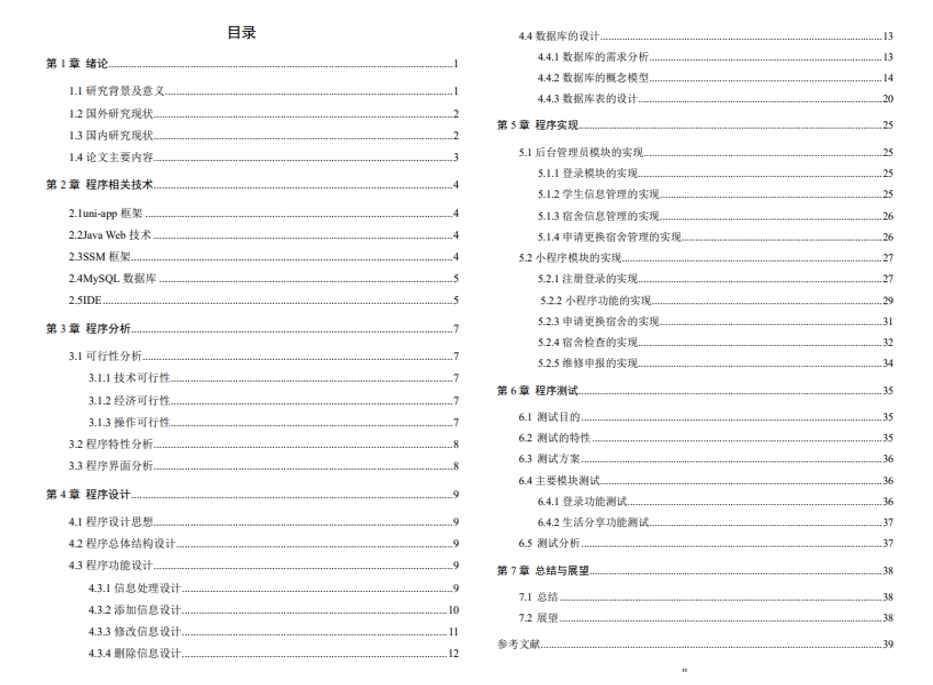 目录
第 1 章 绪论........1
1.1 研究背景及意义........1
1.2 国外研究现状........2
1.3 国内研究现状........2
1.4 论文主要内容........3
第 2 章 程序相关技术........4
2.1uni-app 框架........4
2.2Java Web 技术........4
2.3SSM 框架........4
2.4MySQL 数据库........5
2.5IDE........5
第 3 章 程序分析........7
3.1 可行性分析........7
3.1.1 技术可行性........7
3.1.2 经济可行性........7
3.1.3 操作可行性........7
3.2 程序特性分析........8
3.3 程序界面分析........8
第 4 章 程序设计........9
4.1 程序设计思想........9
4.2 程序总体结构设计........9
4.3 程序功能设计........9
4.3.1 信息处理设计........9
4.3.2 添加信息设计........10
4.3.3 修改信息设计........11
4.3.4 删除信息设计........12
4.4 数据库的设计........13
4.4.1 数据库的需求分析........13
4.4.2 数据库的概念模型........14
4.4.3 数据库表的设计........20
第 5 章 程序实现........25
5.1 后台管理员模块的实现........25
5.1.1 登录模块的实现........25
5.1.2 学生信息管理的实现........25
5.1.3 宿舍信息管理的实现........26
5.1.4 申请更换宿舍管理的实现........26
5.2 小程序模块的实现........27
5.2.1 注册登录的实现........27
5.2.2 小程序功能的实现........29
5.2.3 申请更换宿舍的实现........31
5.2.4 宿舍检查的实现........32
5.2.5 维修申报的实现........34
第 6 章 程序测试........35
6.1 测试目的........35
6.2 测试的特性........35
6.3 测试方案........36
6.4 主要模块测试........36
6.4.1 登录功能测试........36
6.4.2 生活分享功能测试........37
6.5 测试分析........37
第 7 章 总结与展望........38
7.1 总结........38
7.2 展望........38
参考文献........39